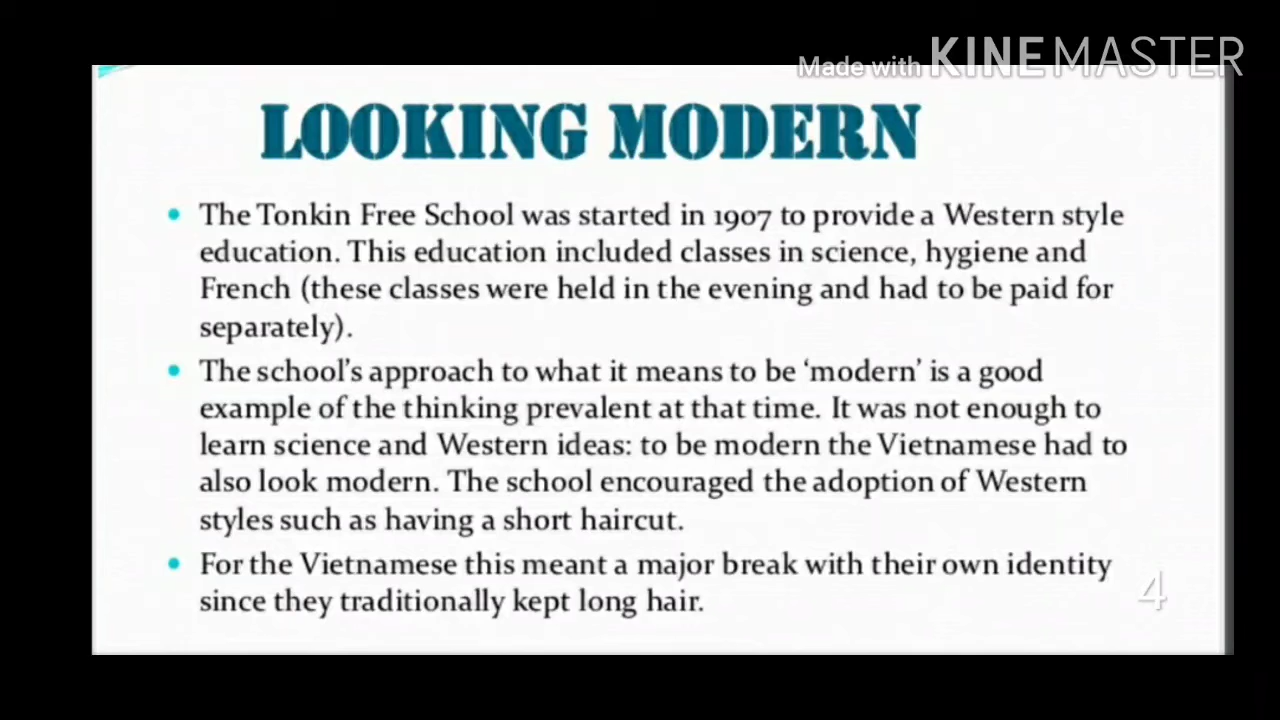 Made with KINEMASTER
LOOKING MODERN
• The Tonkin Free School was started in 1907 to provide a Western style
education. This education included classes in science, hygiene and
French (these classes were held in the evening and had to be paid for
separately).
• The school's approach to what it means to be ‘modern’ is a good
example of the thinking prevalent at that time. It was not enough to
learn science and Western ideas: to be modern the Vietnamese had to
also look modern. The school encouraged the adoption of Western
styles such as having a short haircut.
• For the Vietnamese this meant a major break with their own identity
since they traditionally kept long hair.
4